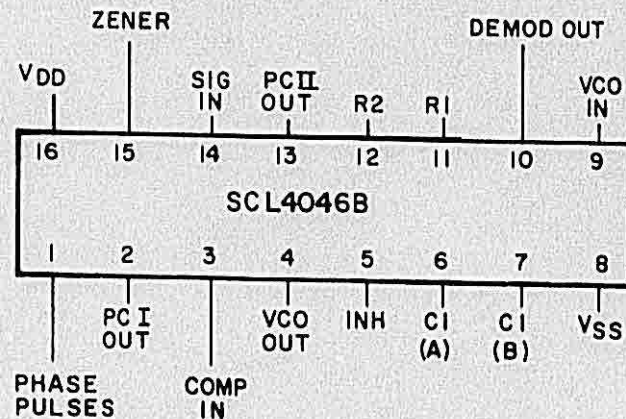 ZENER
DEMOD OUT
VDD
SIG
IN
PCII
OUT
R2
R1
VCO
IN
16 15 14 13 12 11 10 9
SCL4046B
1 2 3 4 5 6 7 8
PC I
OUT
VCO
OUT
INH
C1
(A)
C1
(B)
VSS
PHASE
PULSES
COMP
IN